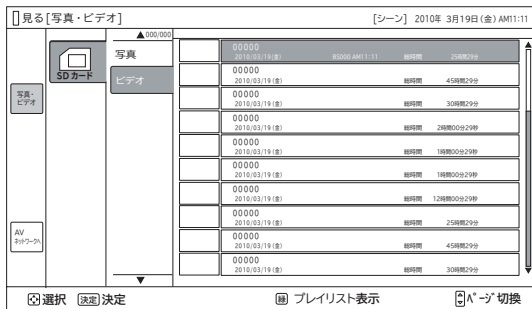 見る[写真・ビデオ]
[シーン] 2010年 3月19日(金) AM11:11
▲000/000
SDカード
写真
ビデオ
写真・
ビデオ
AV
ネットワークへ
00000
2010/03/19(金) BS000 AM11:11 総時間 25時間29分
00000
2010/03/19(金) 総時間 45時間29分
00000
2010/03/19(金) 総時間 30時間29分
00000
2010/03/19(金) 総時間 2時間00分29秒
00000
2010/03/19(金) 総時間 1時間00分29秒
00000
2010/03/19(金) 総時間 1時間00分29秒
00000
2010/03/19(金) 総時間 12時間00分29秒
00000
2010/03/19(金) 総時間 25時間29分
00000
2010/03/19(金) 総時間 45時間29分
00000
2010/03/19(金) 総時間 30時間29分
▼
選択 決定 決定 緑 プレイリスト表示 ページ切換